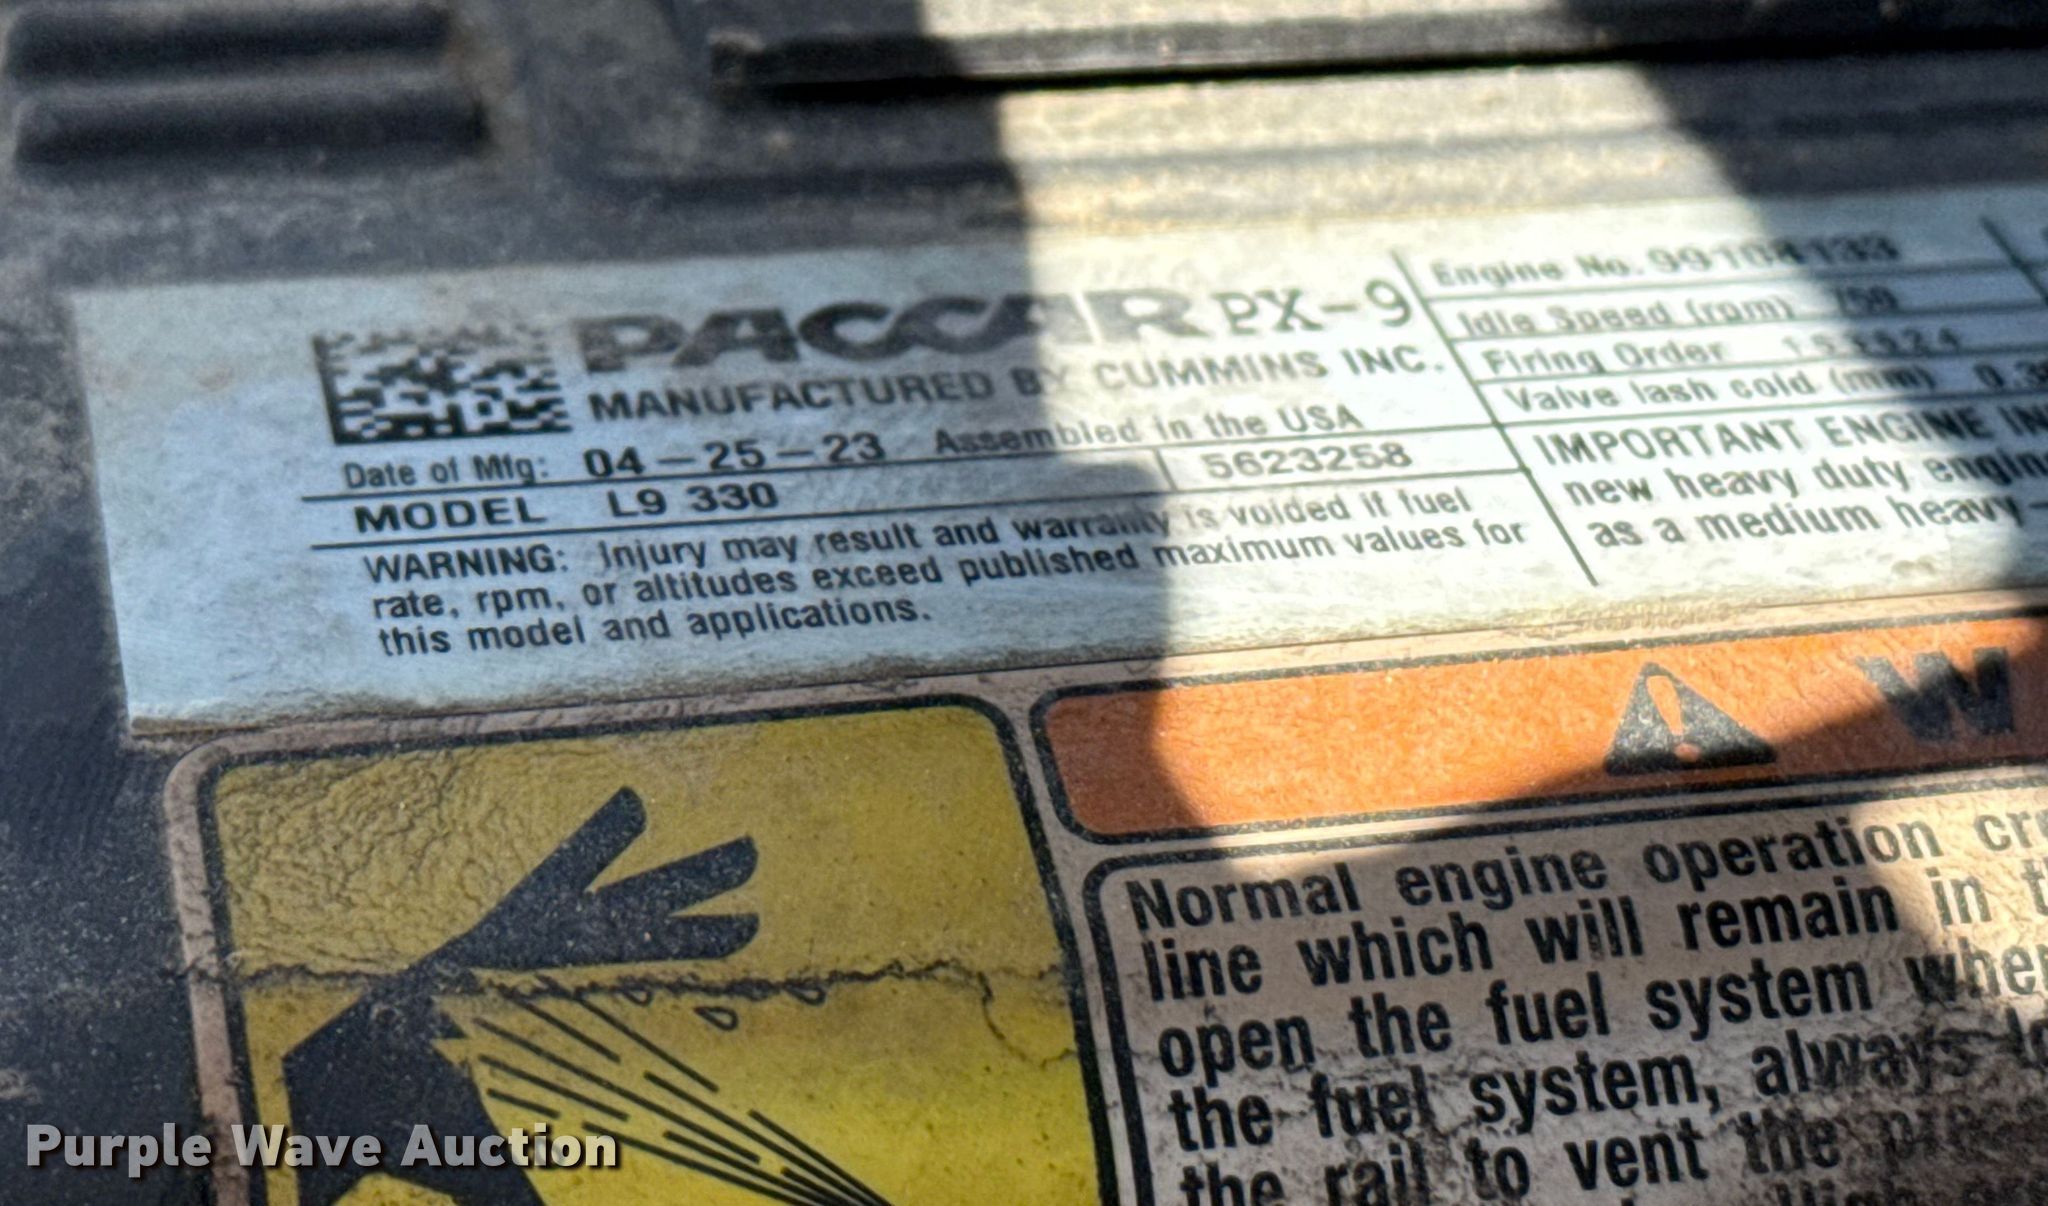 PACCAR PX-9
MANUFACTURED BY CUMMINS INC.
Date of Mfg: 04-25-23 Assembled in the USA
MODEL L9 330 5623258
WARNING: Injury may result and warranty is voided if fuel
rate, rpm, or altitudes exceed published maximum values for
this model and applications.
Engine No. 99104133
Idle Speed (rpm) 750
Firing Order
Valve lash cold (mm)
IMPORTANT ENGINE
new heavy duty
as a medium heavy-
Normal engine operation
line which will remain in
open the fuel system
the fuel system, always
the rail to vent the
Purple Wave Auction